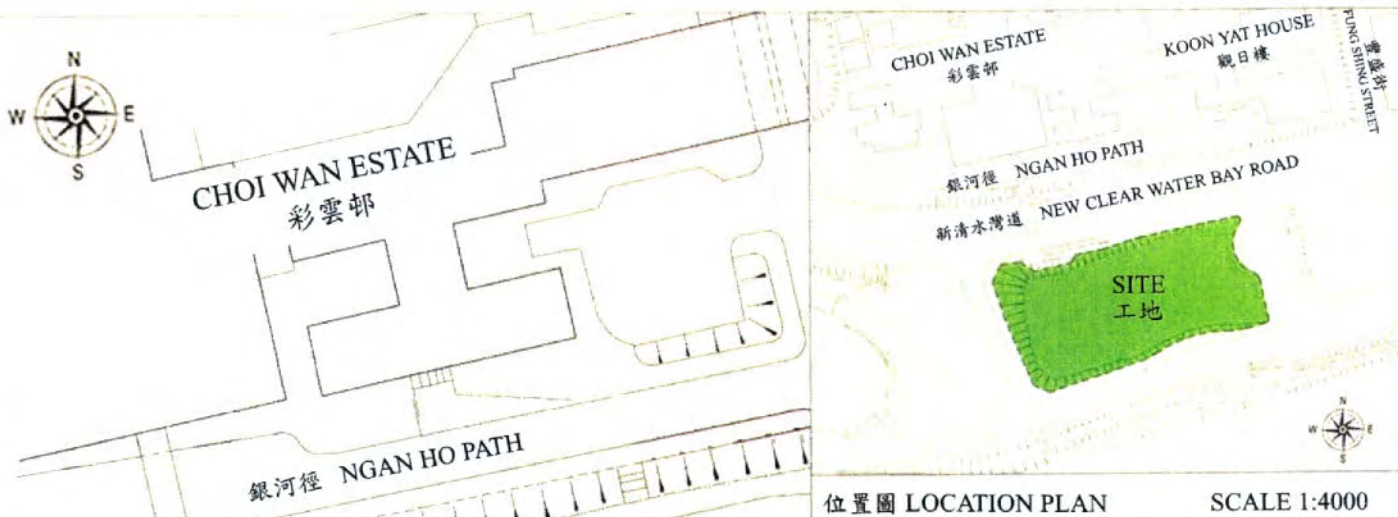 N
W E
S
CHOI WAN ESTATE
彩雲邨
銀河徑 NGAN HO PATH
CHOI WAN ESTATE
彩雲邨
KOON YAT HOUSE
觀日樓
豐盛街
FUNG SHING STREET
銀河徑 NGAN HO PATH
新清水灣道 NEW CLEAR WATER BAY ROAD
SITE
工地
N
W E
S
位置圖 LOCATION PLAN SCALE 1:4000